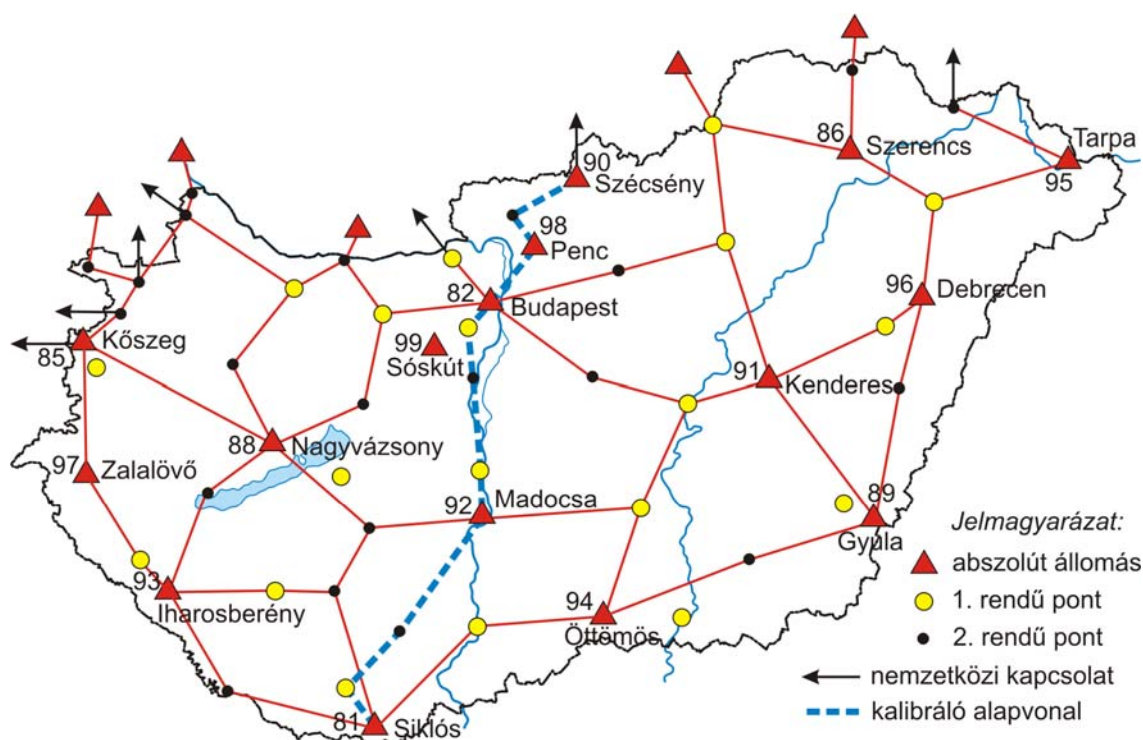 86
Szerencs
Tarpa
95
90
Szécsény
98
Penc
82
Budapest
96
Debrecen
85
Kőszeg
99
Sóskút
91
Kenderes
88
Nagyvázsony
97
Zalalövő
92
Madocsa
89
Gyula
93
Iharosberény
94
Öttömös
81
Siklós
Jelmagyarázat:
abszolút állomás
1. rendű pont
2. rendű pont
nemzetközi kapcsolat
kalibráló alapvonal